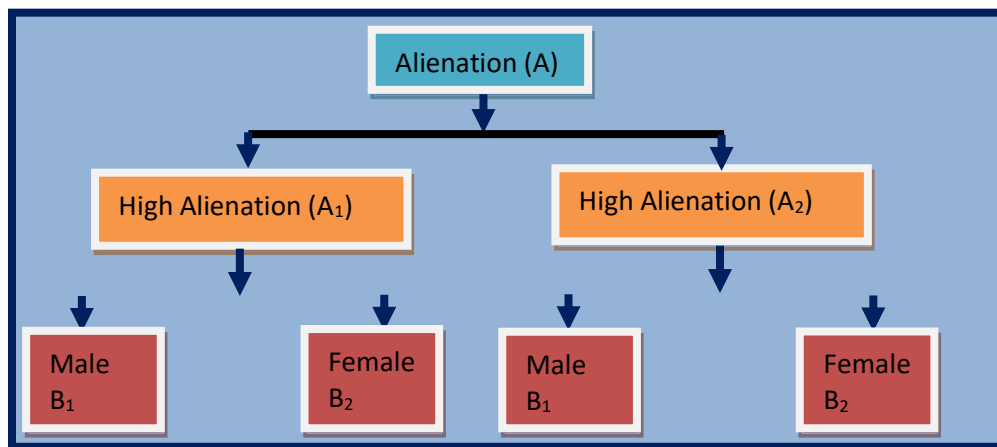 Alienation (A)
High Alienation (A₁)
High Alienation (A₂)
Male
B₁
Female
B₂
Male
B₁
Female
B₂